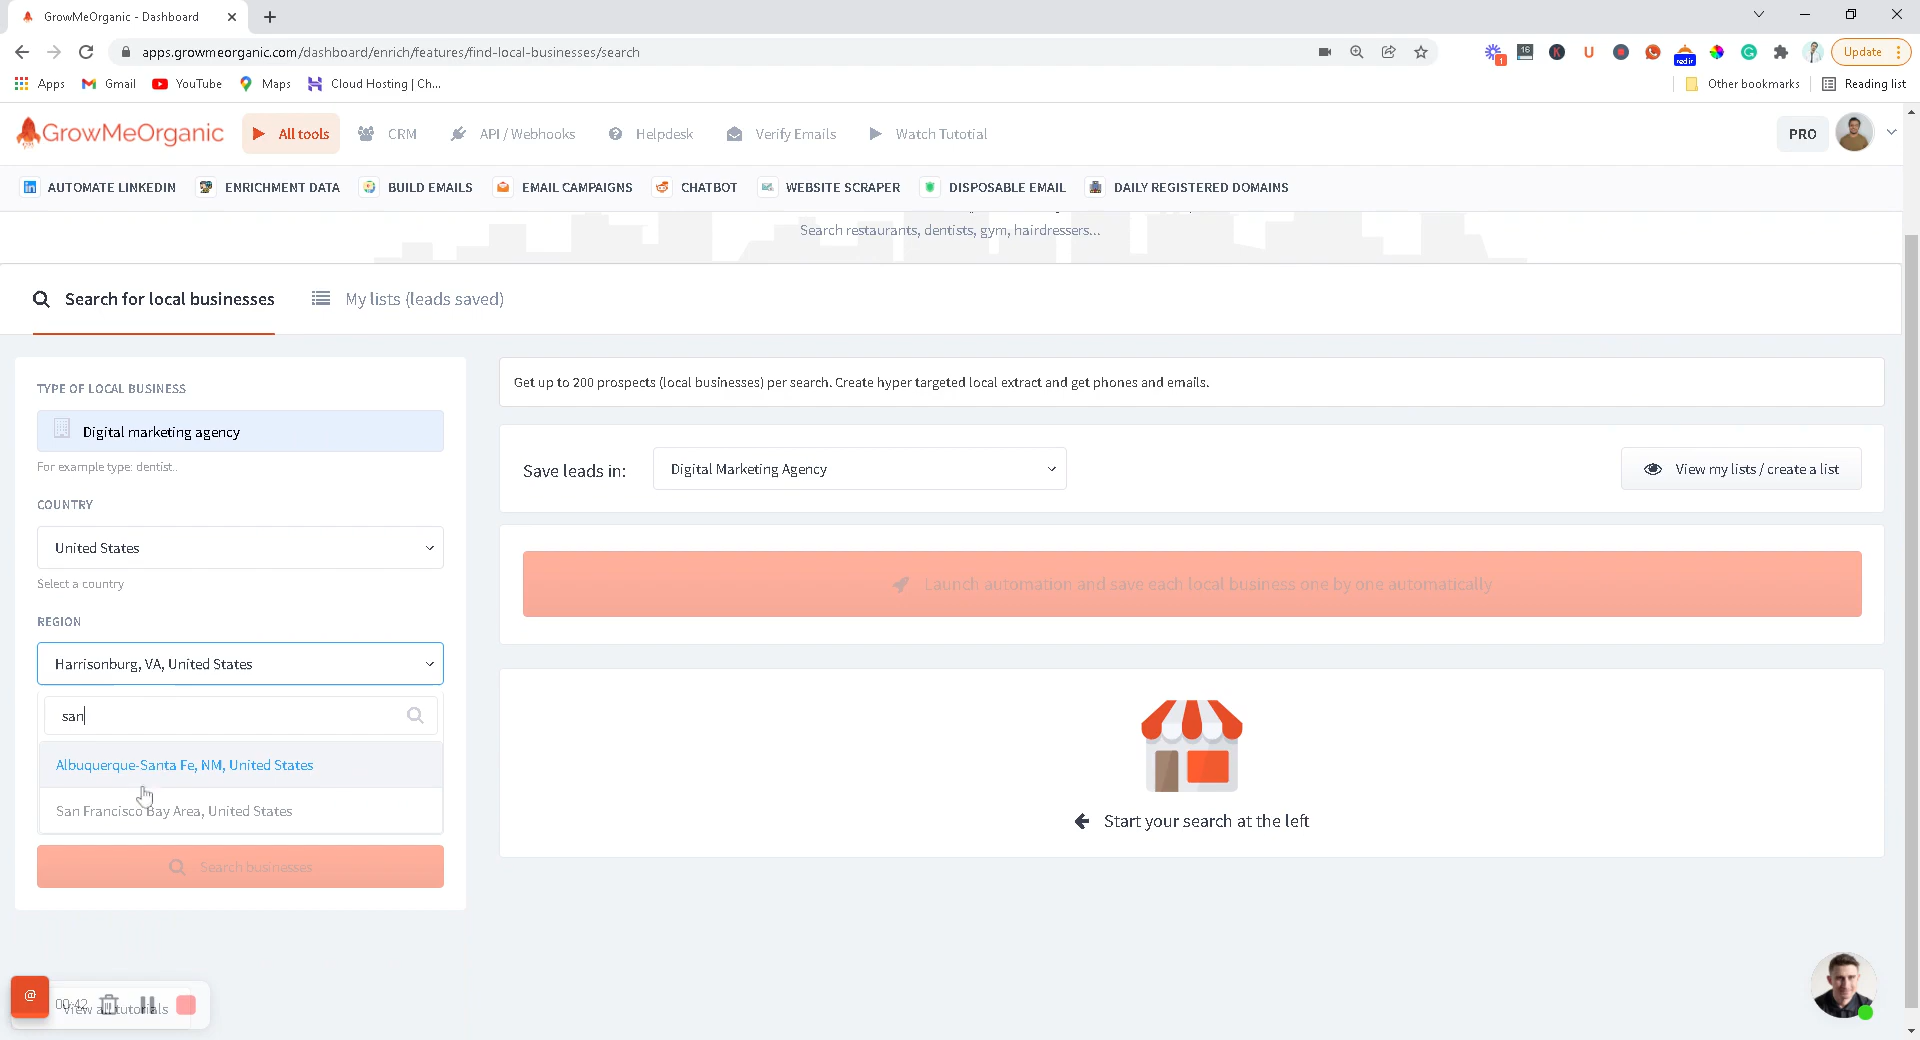 GrowMeOrganic - Dashboard
apps.growmeorganic.com/dashboard/enrich/features/find-local-businesses/search
1
16
K
U
redir
G
Update
Apps
Gmail
YouTube
Maps
Cloud Hosting | Ch...
Other bookmarks
Reading list
GrowMeOrganic
All tools
CRM
API / Webhooks
Helpdesk
Verify Emails
Watch Tutotial
PRO
AUTOMATE LINKEDIN
ENRICHMENT DATA
BUILD EMAILS
EMAIL CAMPAIGNS
CHATBOT
WEBSITE SCRAPER
DISPOSABLE EMAIL
DAILY REGISTERED DOMAINS
Search restaurants, dentists, gym, hairdressers...
Search for local businesses
My lists (leads saved)
TYPE OF LOCAL BUSINESS
Digital marketing agency
For example type: dentist..
COUNTRY
United States
Select a country
REGION
Harrisonburg, VA, United States
san
Albuquerque-Santa Fe, NM, United States
San Francisco Bay Area, United States
Search businesses
Get up to 200 prospects (local businesses) per search. Create hyper targeted local extract and get phones and emails.
Save leads in:
Digital Marketing Agency
View my lists / create a list
Launch automation and save each local business one by one automatically
Start your search at the left
@
00:42
View all tutorials